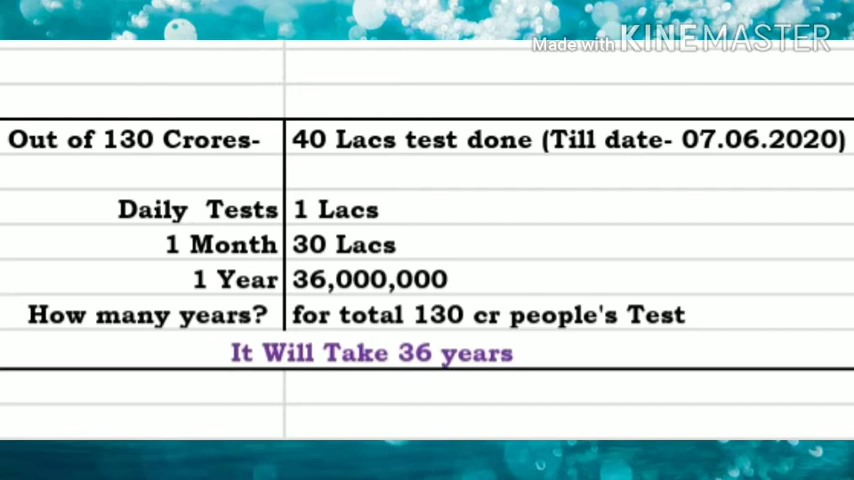 Made with KINEMASTER
Out of 130 Crores- 40 Lacs test done (Till date- 07.06.2020)
Daily Tests 1 Lacs
1 Month 30 Lacs
1 Year 36,000,000
How many years? for total 130 cr people's Test
It Will Take 36 years